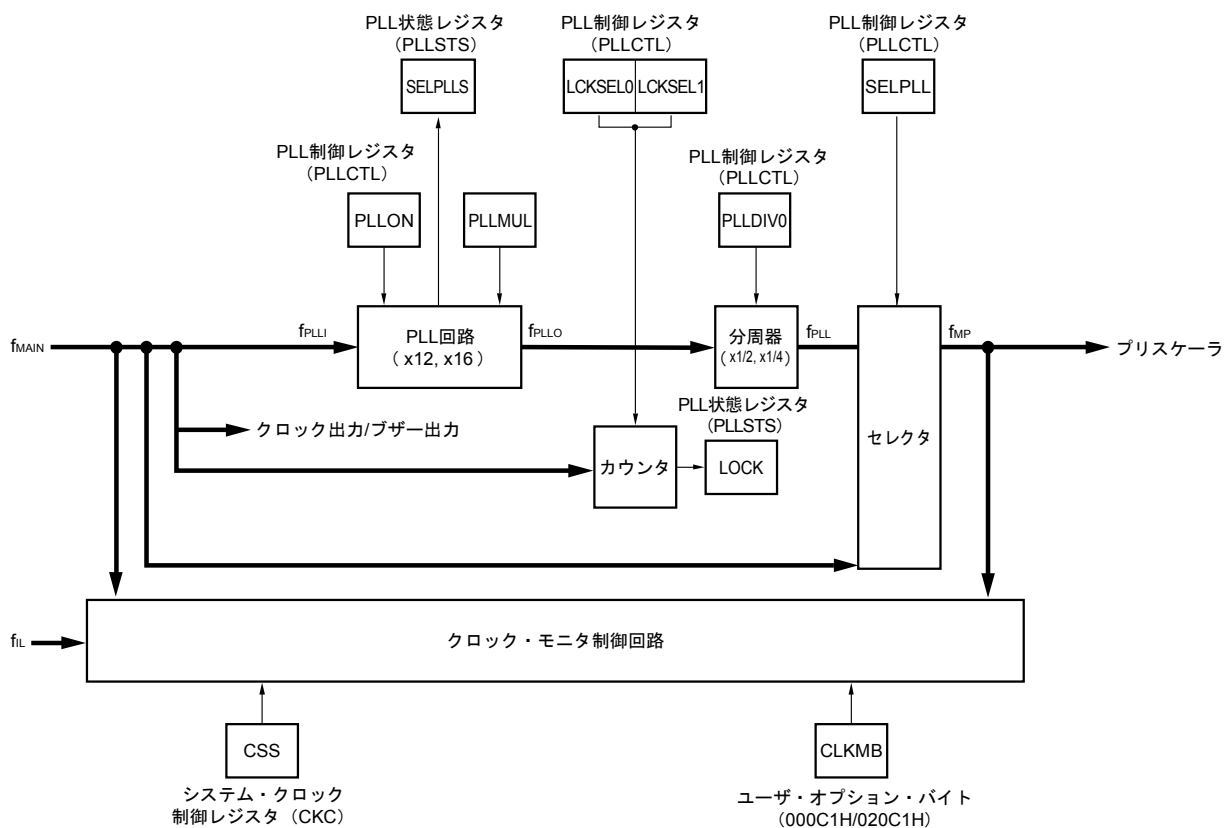 PLL状態レジスタ
（PLLSTS）
SELPLLS
PLL制御レジスタ
（PLLCTL）
LCKSEL0
LCKSEL1
PLL制御レジスタ
（PLLCTL）
SELPLL
PLL制御レジスタ
（PLLCTL）
PLLON
PLLMUL
PLL制御レジスタ
（PLLCTL）
PLLDIV0
fMAIN
fPLLI
PLL回路
（ x12, x16 ）
fPLLO
分周器
（ x1/2, x1/4 ）
fPLL
セレクタ
fMP
プリスケーラ
クロック出力/ブザー出力
カウンタ
PLL状態レジスタ
（PLLSTS）
LOCK
fIL
クロック・モニタ制御回路
CSS
システム・クロック
制御レジスタ（CKC）
CLKMB
ユーザ・オプション・バイト
（000C1H/020C1H）